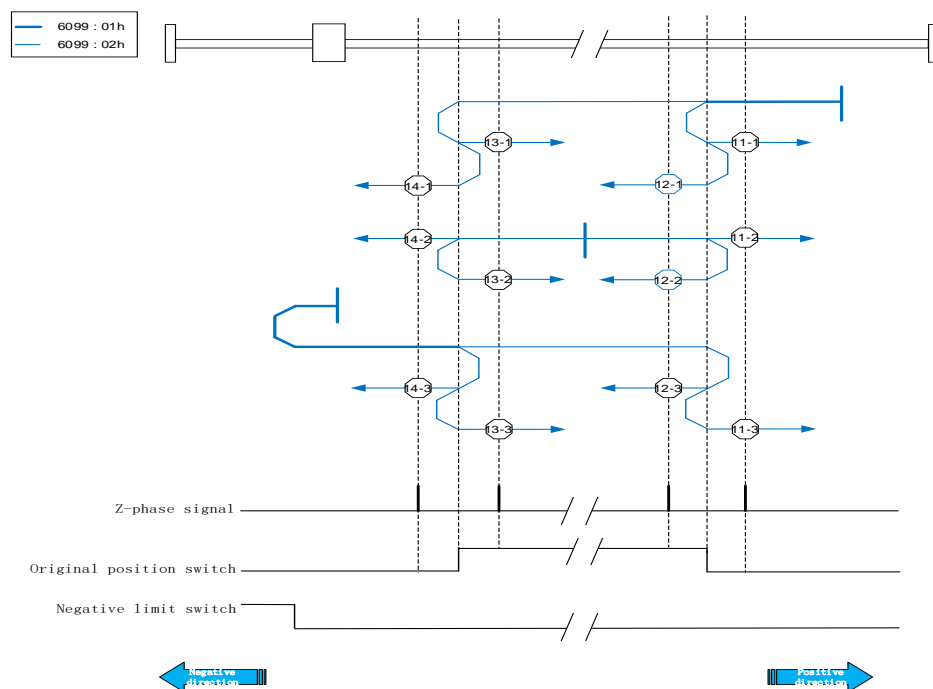 6099 : 01h
6099 : 02h
13-1
11-1
14-1
12-1
14-2
11-2
13-2
12-2
14-3
12-3
13-3
11-3
Z-phase signal
Original position switch
Negative limit switch
Negative
direction
Positive
direction